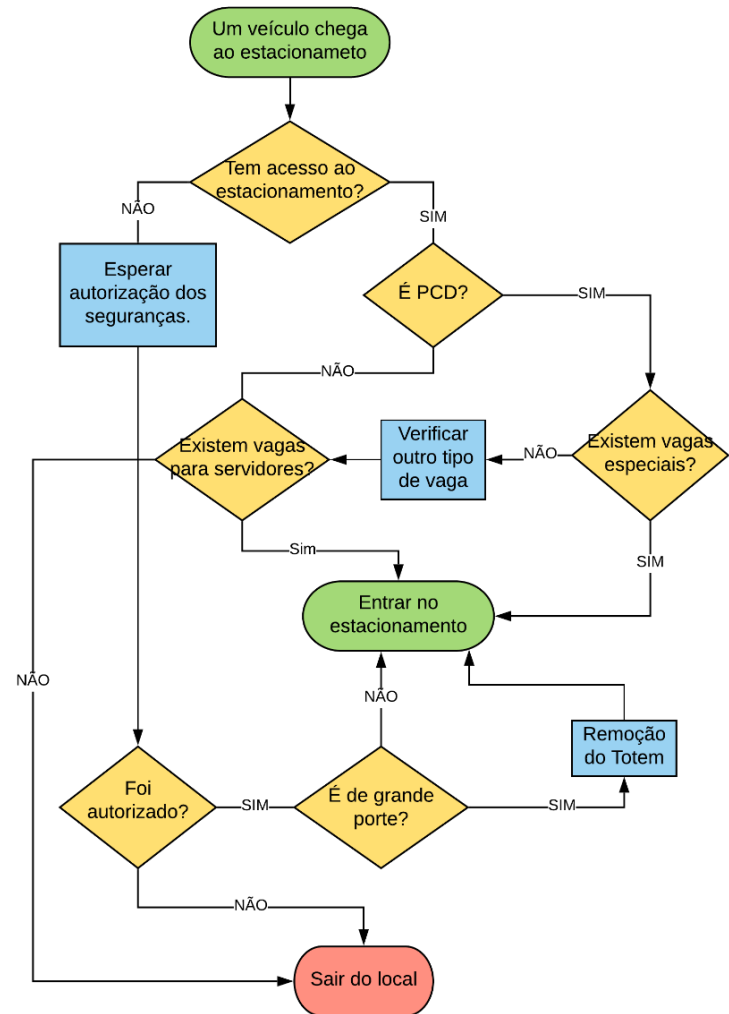 Um veículo chega
ao estacionameto
Tem acesso ao
estacionamento?
NÃO
SIM
Esperar
autorização dos
seguranças.
É PCD?
SIM
NÃO
Existem vagas
para servidores?
Verificar
outro tipo
de vaga
NÃO
Existem vagas
especiais?
Sim
SIM
Entrar no
estacionamento
NÃO
NÃO
Remoção
do Totem
Foi
autorizado?
SIM
É de grande
porte?
SIM
NÃO
Sair do local